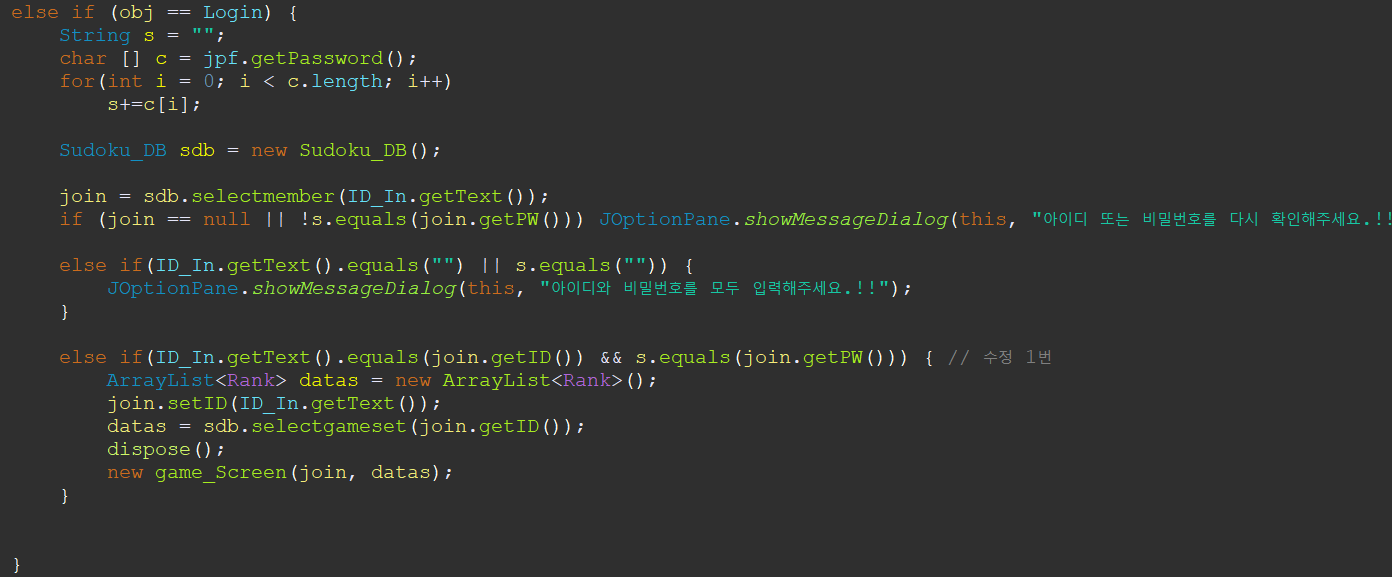 else if (obj == Login) {
String s = "";
char [] c = jpf.getPassword();
for(int i = 0; i < c.length; i++)
s+=c[i];
Sudoku_DB sdb = new Sudoku_DB();
join = sdb.selectmember(ID_In.getText());
if (join == null || !s.equals(join.getPW())) JOptionPane.showMessageDialog(this, "아이디 또는 비밀번호를 다시 확인해주세요.!!
else if(ID_In.getText().equals("") || s.equals("")) {
JOptionPane.showMessageDialog(this, "아이디와 비밀번호를 모두 입력해주세요.!!");
}
else if(ID_In.getText().equals(join.getID()) && s.equals(join.getPW())) { // 수정 1번
ArrayList<Rank> datas = new ArrayList<Rank>();
join.setID(ID_In.getText());
datas = sdb.selectgameset(join.getID());
dispose();
new game_Screen(join, datas);
}
}